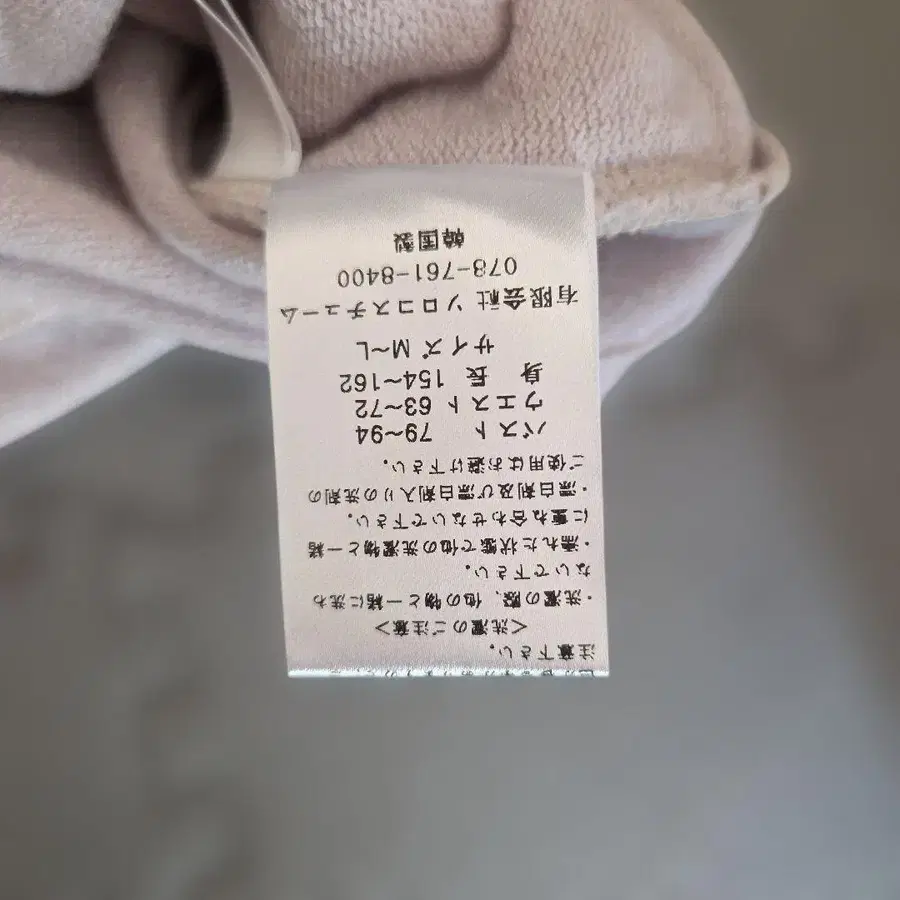 注意下さい。
<洗濯のご注意>
・洗濯の際、他の物と一緒に洗わ
ないで下さい。
・濡れた状態で他の洗濯物と一緒
に重ね合わせないで下さい。
・漂白剤及び漂白剤入りの洗剤の
ご使用はお避け下さい。
バスト 79~94
ウエスト 63~72
身 長 154~162
サイズ M~L
有限会社 ソロコスチューム
078-761-8400
韓国製